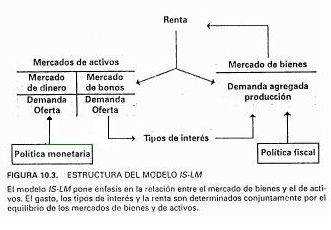 Renta
Mercados de activos
Mercado de dinero
Mercado de bonos
Demanda
Oferta
Demanda
Oferta
Mercado de bienes
Demanda agregada
producción
Tipos de interés
Política monetaria
Política fiscal
FIGURA 10.3. ESTRUCTURA DEL MODELO IS-LM
El modelo IS-LM pone énfasis en la relación entre el mercado de bienes y el de acti-
vos. El gasto, los tipos de interés y la renta son determinados conjuntamente por el
equilibrio de los mercados de bienes y de activos.